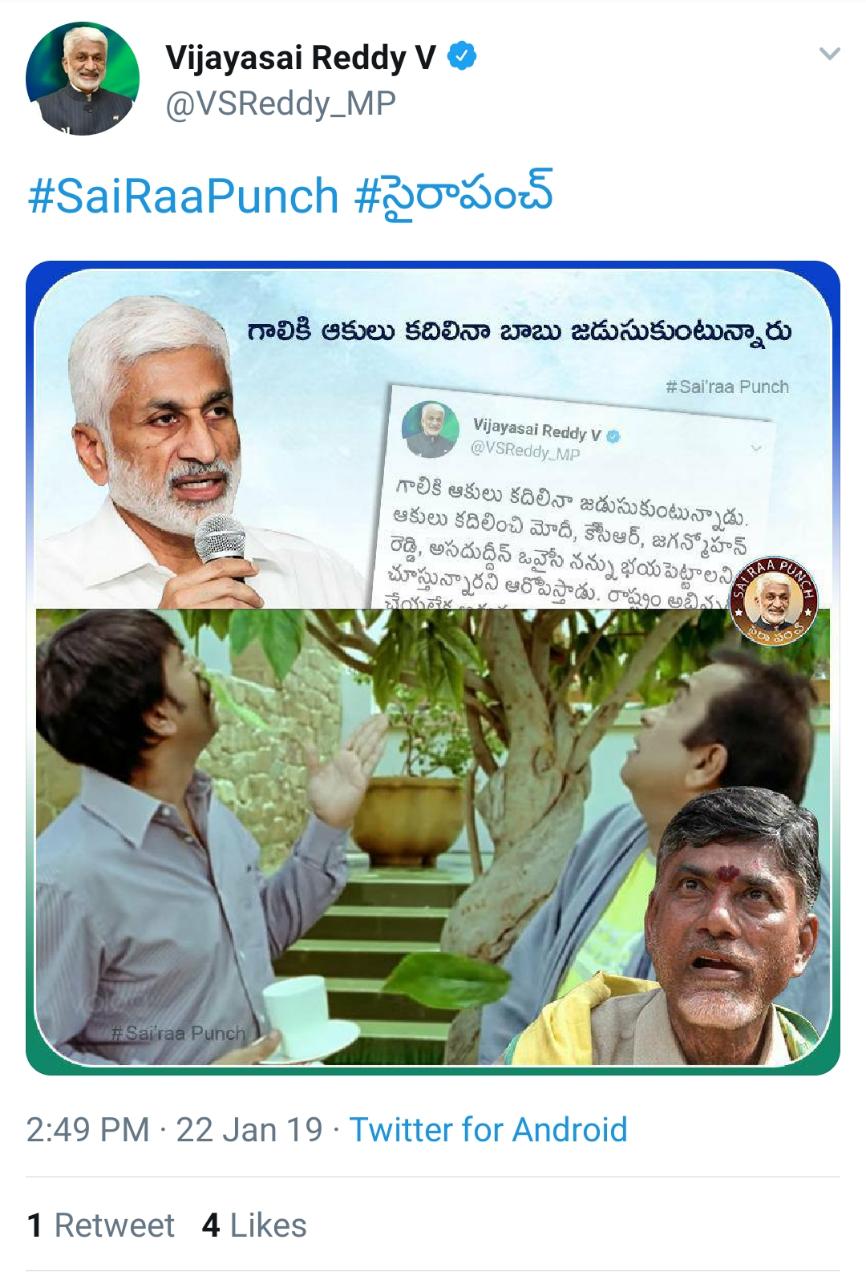 Vijayasai Reddy V
@VSReddy_MP
#SaiRaaPunch #సైరాపంచ్
గాలికి ఆకులు కదిలినా బాబు జడుసుకుంటున్నారు
#Sai'raa Punch
Vijayasai Reddy V
@VSReddy_MP
గాలికి ఆకులు కదిలినా జడుసుకుంటున్నాడు.
ఆకులు కదిలించి మోదీ, కేసీఆర్, జగన్మోహన్
రెడ్డి, అసదుద్దీన్ ఒవైసీ నన్ను భయపెట్టాలని
చూస్తున్నారని ఆరోపిస్తాడు. రాష్ట్రం
SAI RAA PUNCH
సైరా పంచ్
#Sai'raa Punch
2:49 PM · 22 Jan 19 · Twitter for Android
1 Retweet 4 Likes